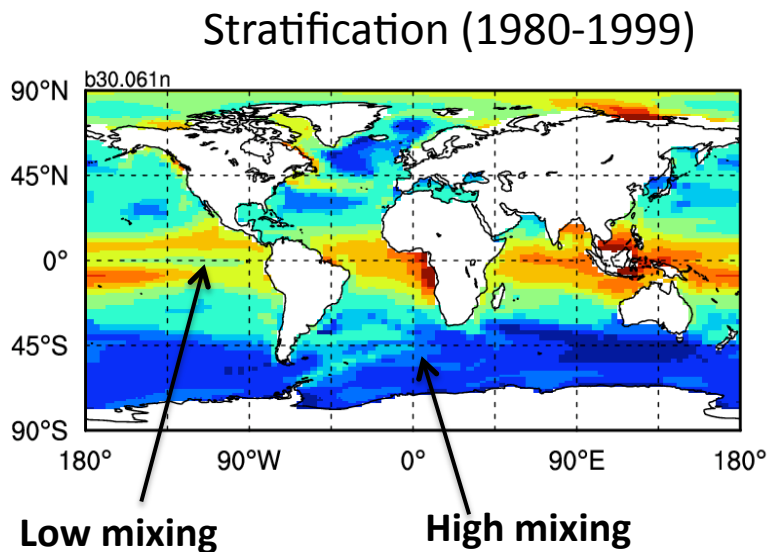 Stratification (1980-1999)
b30.061n
90°N
45°N
0°
45°S
90°S
180° 90°W 0° 90°E 180°
Low mixing High mixing